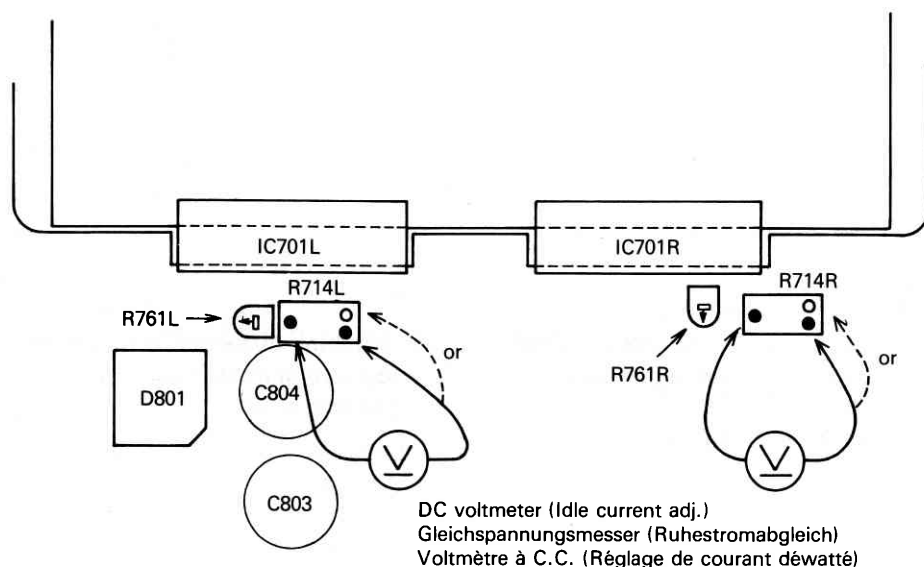 IC701L
IC701R
R714L
R714R
R761L
or
or
R761R
D801
C804
V
V
C803
DC voltmeter (Idle current adj.)
Gleichspannungsmesser (Ruhestromabgleich)
Voltmètre à C.C. (Réglage de courant déwatté)